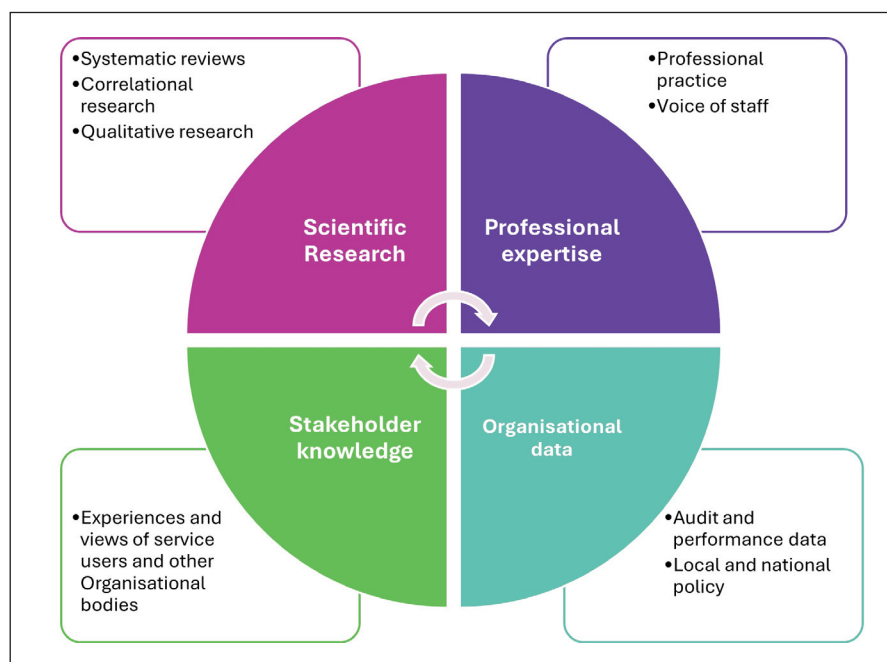 •Systematic reviews
•Correlational
research
•Qualitative research
•Professional
practice
•Voice of staff
Scientific
Research
Professional
expertise
Stakeholder
knowledge
Organisational
data
•Experiences and
views of service
users and other
Organisational
bodies
•Audit and
performance data
•Local and national
policy